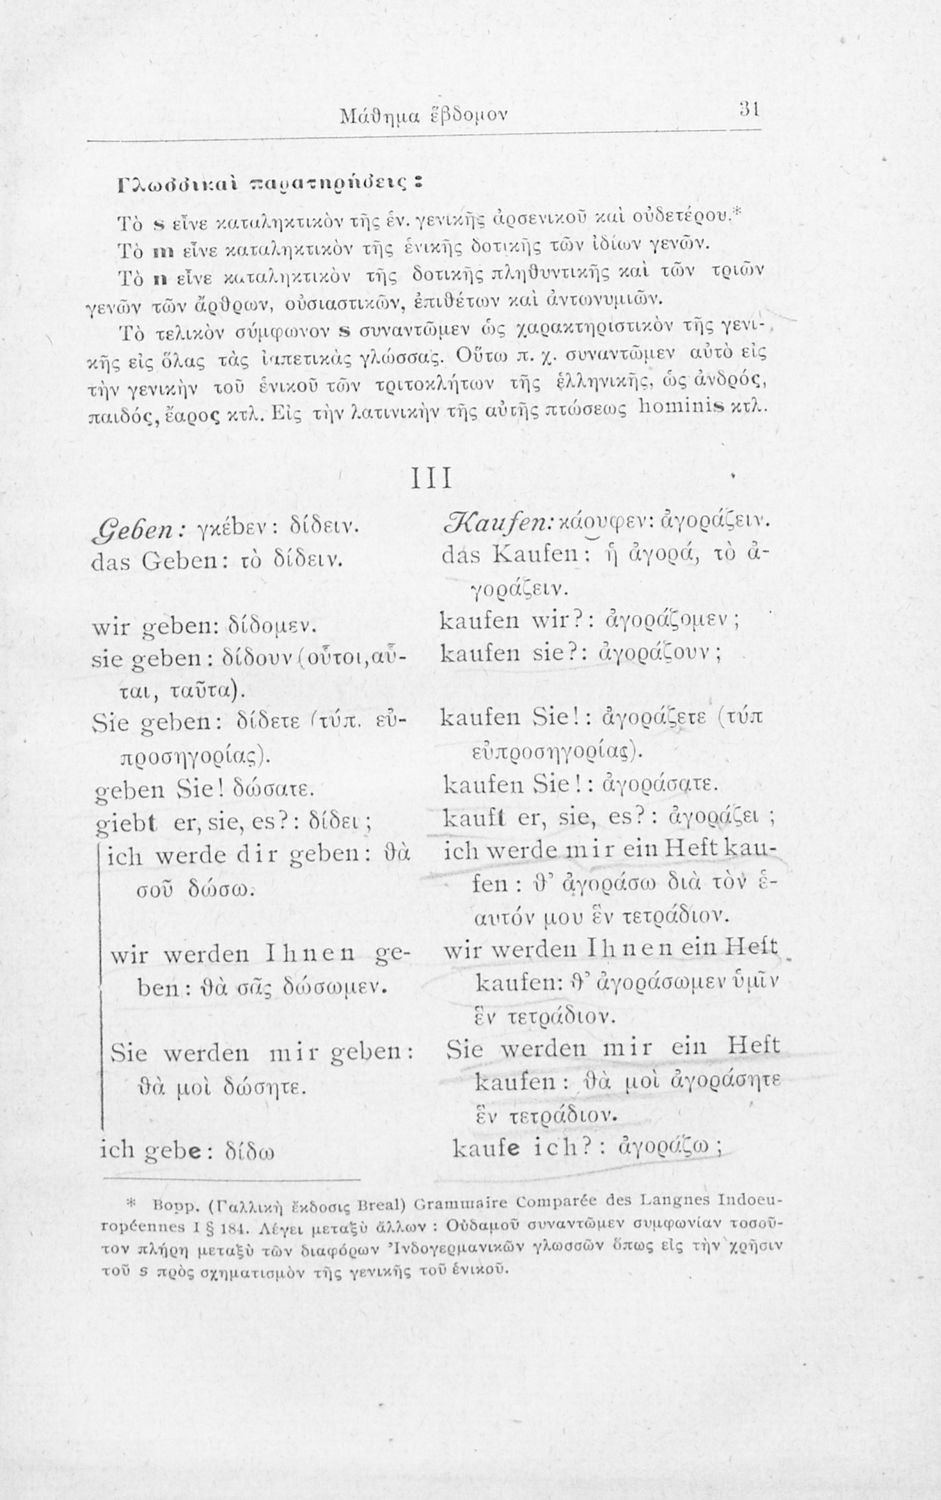 Μάθημα ἕβδομον
31
Γλωσσικαὶ παρατηρήσεις :
Τὸ s εἶνε καταληκτικὸν τῆς ἑν. γενικῆς ἀρσενικοῦ καὶ οὐδετέρου.*
Τὸ m εἶνε καταληκτικὸν τῆς ἑνικῆς δοτικῆς τῶν ἰδίων γενῶν.
Τὸ n εἶνε καταληκτικὸν τῆς δοτικῆς πληθυντικῆς καὶ τῶν τριῶν
γενῶν τῶν ἄρθρων, οὐσιαστικῶν, ἐπιθέτων καὶ ἀντωνυμιῶν.
Τὸ τελικὸν σύμφωνον s συναντῶμεν ὡς χαρακτηριστικὸν τῆς γενι-
κῆς εἰς ὅλας τὰς ἰαπετικὰς γλώσσας. Οὕτω π. χ. συναντῶμεν αὐτὸ εἰς
τὴν γενικὴν τοῦ ἑνικοῦ τῶν τριτοκλήτων τῆς ἑλληνικῆς, ὡς ἀνδρός,
παιδός, ἔαρος κτλ. Εἰς τὴν λατινικὴν τῆς αὐτῆς πτώσεως hominis κτλ.
III
Geben : γκέbεν : δίδειν.
das Geben: τὸ δίδειν.
wir geben: δίδομεν.
sie geben : δίδουν (οὗτοι, αὗ-
ται, ταῦτα).
Sie geben: δίδετε (τύπ. εὐ-
προσηγορίας).
geben Sie! δώσατε.
giebt er, sie, es?: δίδει ;
ich werde dir geben: θὰ
σοῦ δώσω.
wir werden Ihnen ge-
ben : θὰ σᾶς δώσωμεν.
Sie werden mir geben:
θὰ μοὶ δώσητε.
ich gebe : δίδω
Kaufen: κάουφεν: ἀγοράζειν.
das Kaufen: ἡ ἀγορά, τὸ ἀ-
γοράζειν.
kaufen wir?: ἀγοράζομεν ;
kaufen sie?: ἀγοράζουν ;
kaufen Sie!: ἀγοράζετε (τύπ
εὐπροσηγορίας).
kaufen Sie! : ἀγοράσατε.
kauft er, sie, es? : ἀγοράζει ;
ich werde mir ein Heft kau-
fen : θ' ἀγοράσω διὰ τὸν ἑ-
αυτόν μου ἓν τετράδιον.
wir werden Ihnen ein Heft
kaufen: θ' ἀγοράσωμεν ὑμῖν
ἓν τετράδιον.
Sie werden mir ein Heft
kaufen : θὰ μοὶ ἀγοράσητε
ἓν τετράδιον.
kaufe ich? : ἀγοράζω ;
* Bopp. (Γαλλικὴ ἔκδοσις Breal) Grammaire Comparée des Langnes Indoeu-
ropéennes I § 184. Λέγει μεταξὺ ἄλλων : Οὐδαμοῦ συναντῶμεν συμφωνίαν τοσοῦ-
τον πλήρη μεταξὺ τῶν διαφόρων Ἰνδογερμανικῶν γλωσσῶν ὅπως εἰς τὴν χρῆσιν
τοῦ s πρὸς σχηματισμὸν τῆς γενικῆς τοῦ ἑνικοῦ.